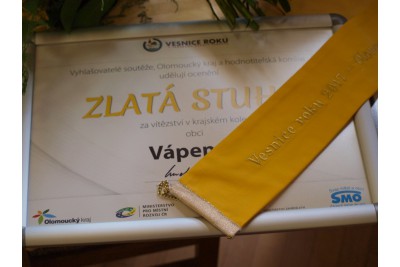 VESNICE ROKU
Vyhlašovatelé soutěže, Olomoucký kraj a hodnotitelská komise
udělují ocenění
ZLATÁ STUH
za vítězství v krajském kole
obci
Vápen
Vesnice roku
Olomoucký kraj
MINISTERSTVO
PRO MÍSTNÍ
ROZVOJ ČR
SMO